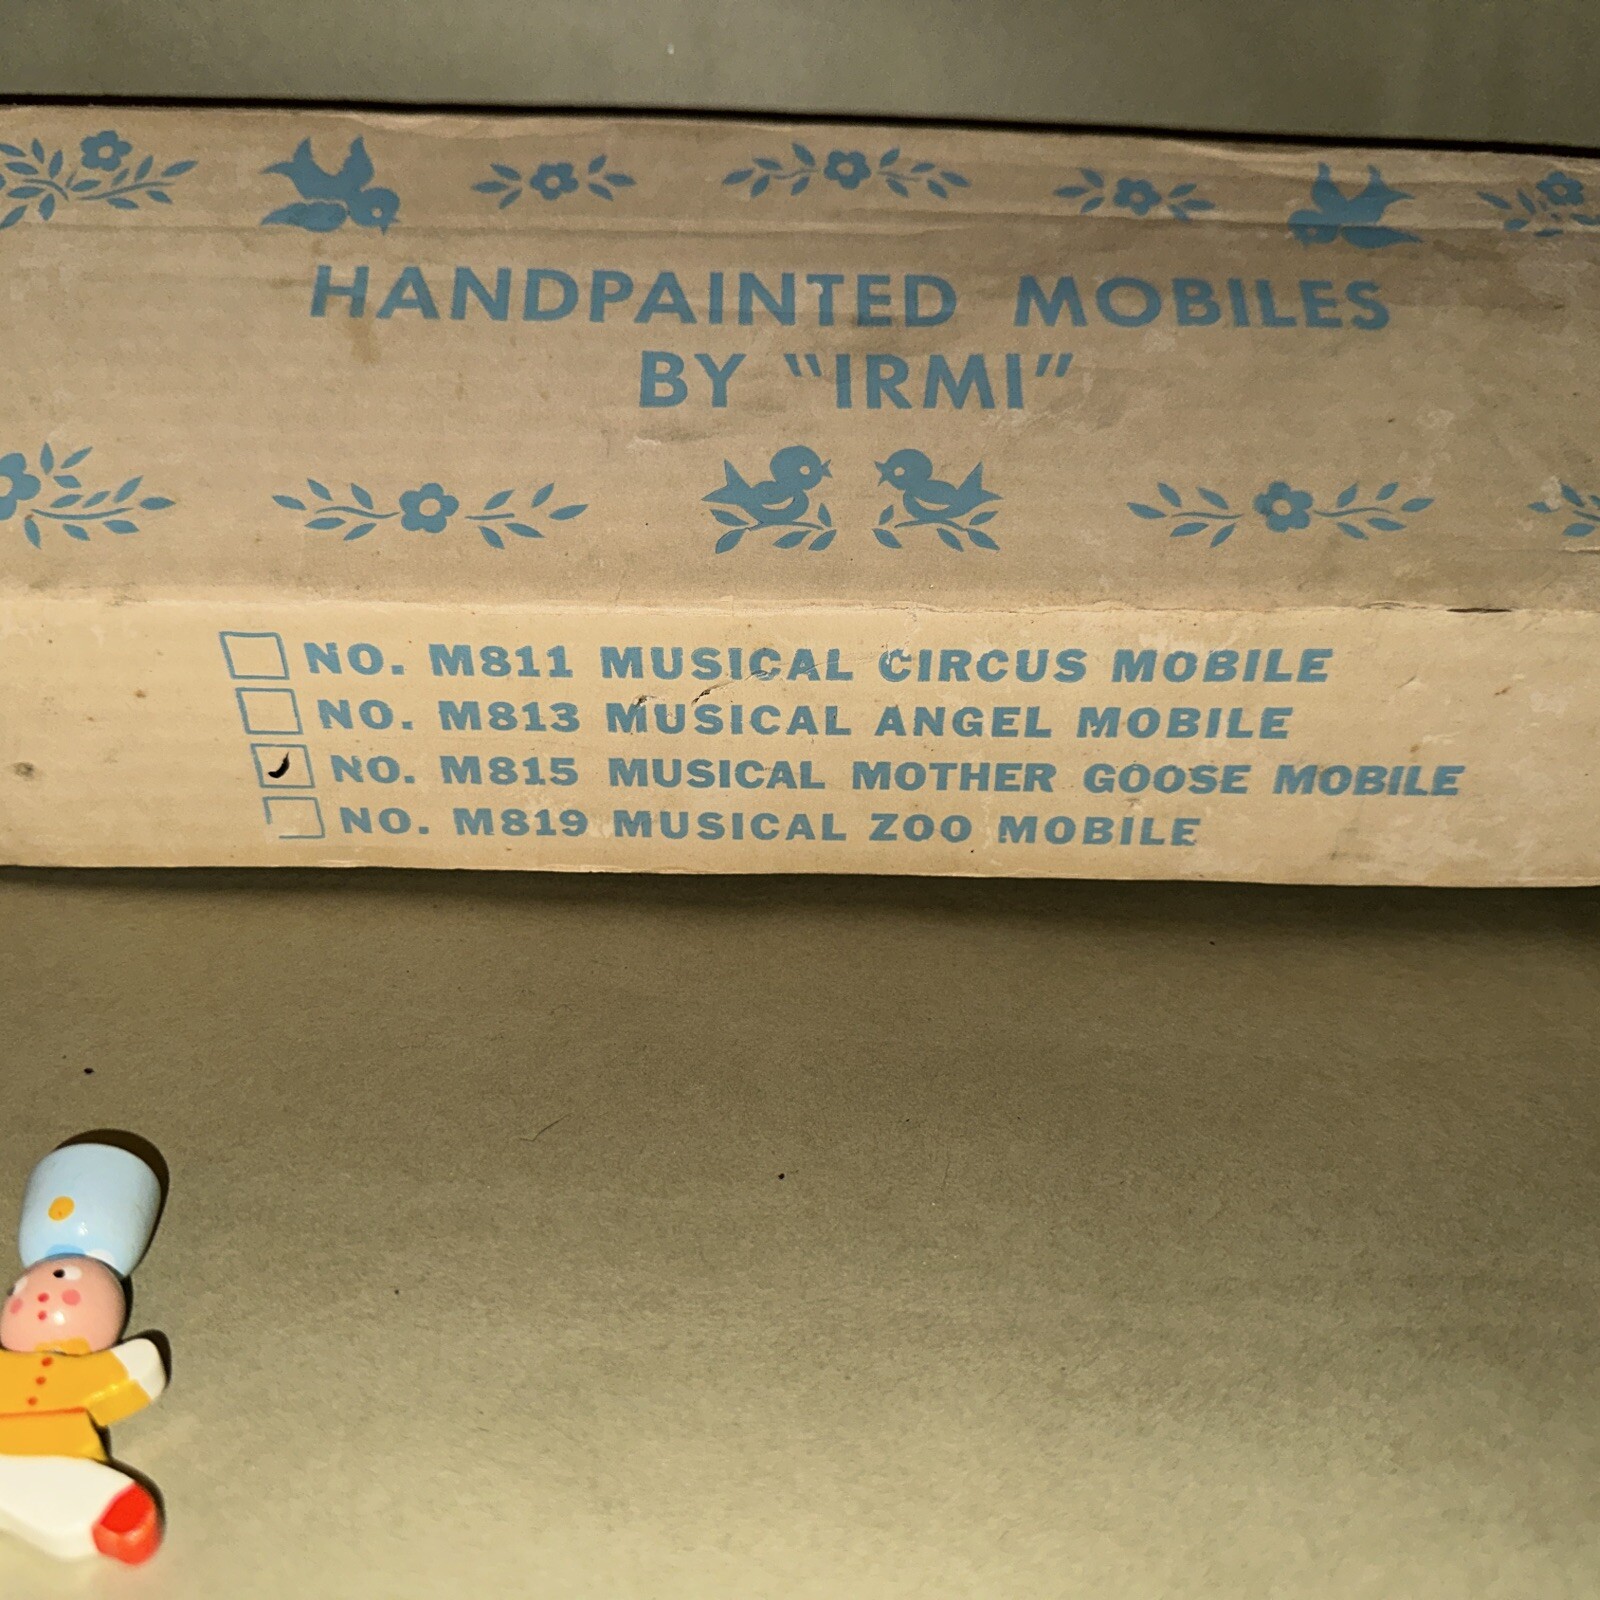 HANDPAINTED MOBILES
BY "IRMI"
NO. M811 MUSICAL CIRCUS MOBILE
NO. M813 MUSICAL ANGEL MOBILE
NO. M815 MUSICAL MOTHER GOOSE MOBILE
NO. M819 MUSICAL ZOO MOBILE